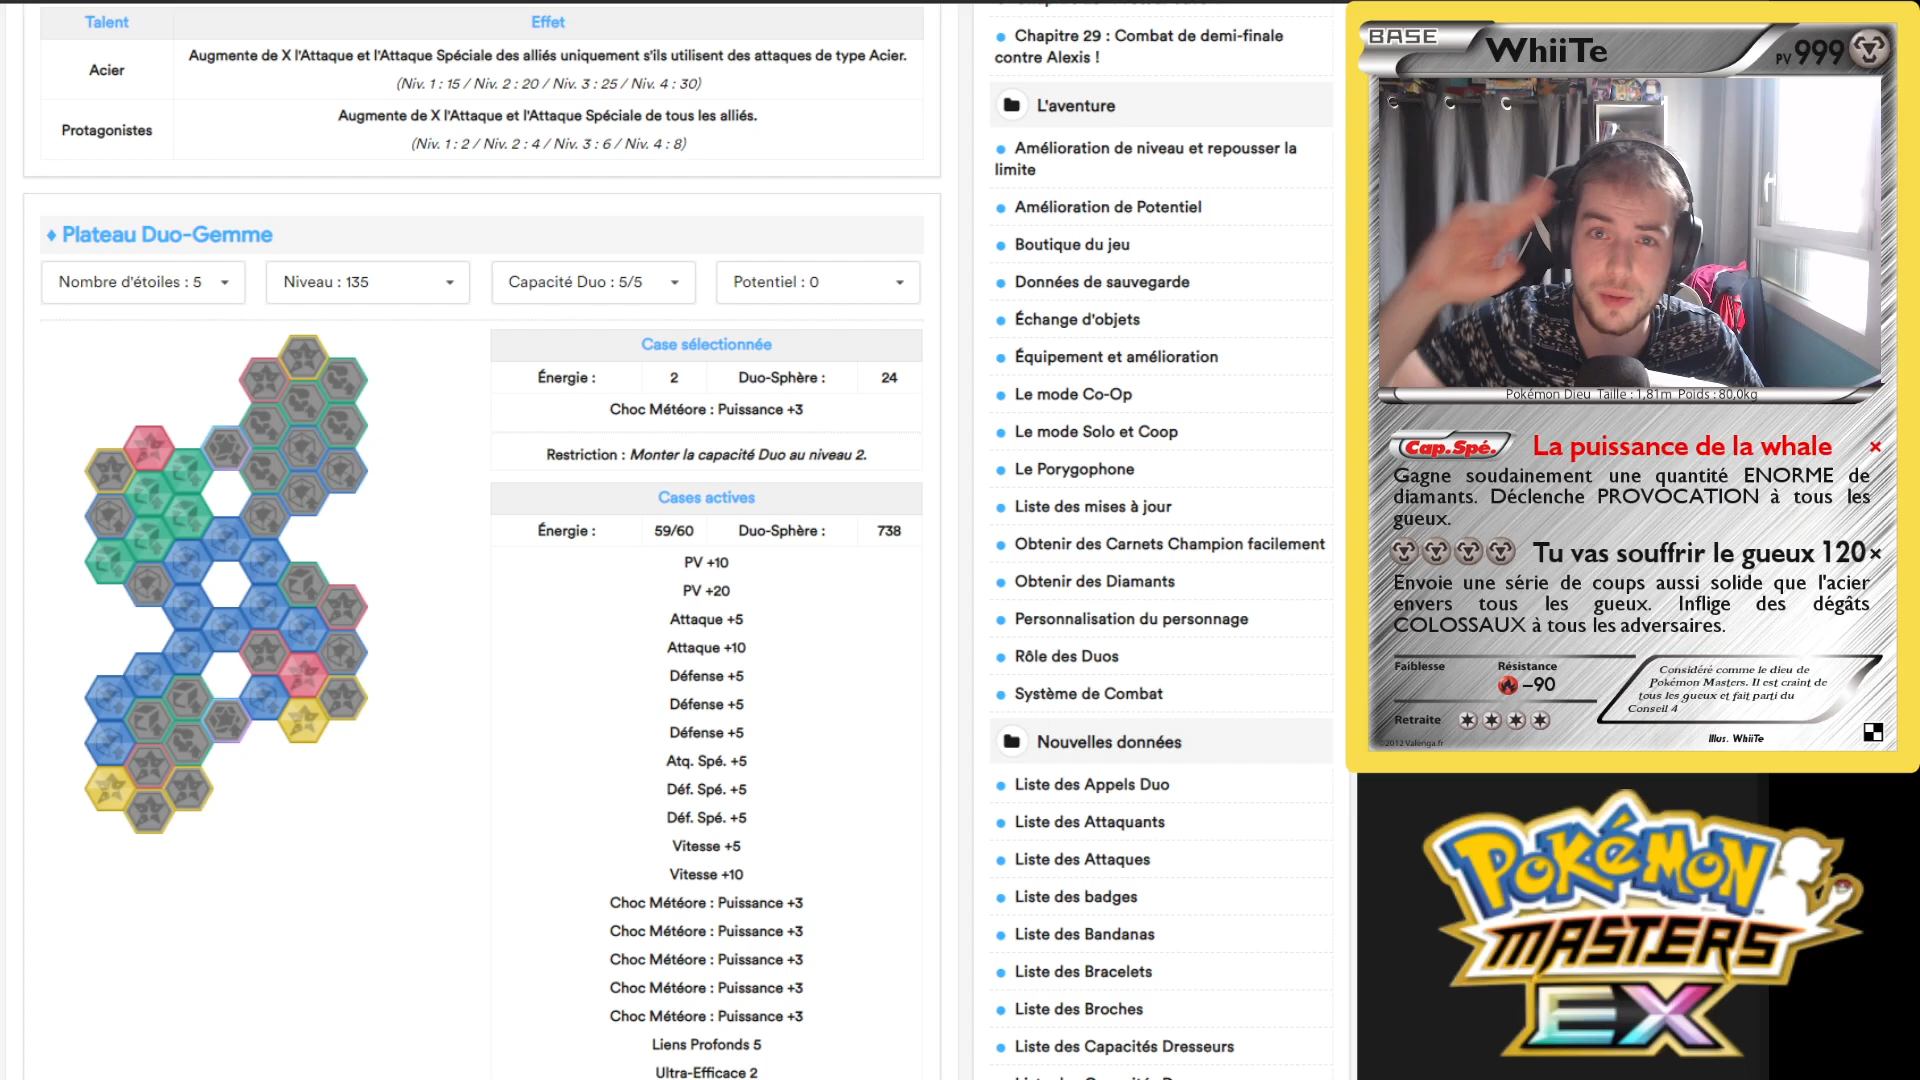 Talent
Effet
Acier
Augmente de X l'Attaque et l'Attaque Spéciale des alliés uniquement s'ils utilisent des attaques de type Acier.
(Niv. 1 : 15 / Niv. 2 : 20 / Niv. 3 : 25 / Niv. 4 : 30)
Protagonistes
Augmente de X l'Attaque et l'Attaque Spéciale de tous les alliés.
(Niv. 1 : 2 / Niv. 2 : 4 / Niv. 3 : 6 / Niv. 4 : 8)
Plateau Duo-Gemme
Nombre d'étoiles : 5
Niveau : 135
Capacité Duo : 5/5
Potentiel : 0
Case sélectionnée
Énergie : 2 Duo-Sphère : 24
Choc Météore : Puissance +3
Restriction : Monter la capacité Duo au niveau 2.
Cases actives
Énergie : 59/60 Duo-Sphère : 738
PV +10
PV +20
Attaque +5
Attaque +10
Défense +5
Défense +5
Défense +5
Atq. Spé. +5
Déf. Spé. +5
Déf. Spé. +5
Vitesse +5
Vitesse +10
Choc Météore : Puissance +3
Choc Météore : Puissance +3
Choc Météore : Puissance +3
Choc Météore : Puissance +3
Choc Météore : Puissance +3
Liens Profonds 5
Ultra-Efficace 2
Chapitre 29 : Combat de demi-finale
contre Alexis !
L'aventure
Amélioration de niveau et repousser la
limite
Amélioration de Potentiel
Boutique du jeu
Données de sauvegarde
Échange d'objets
Équipement et amélioration
Le mode Co-Op
Le mode Solo et Coop
Le Porygophone
Liste des mises à jour
Obtenir des Carnets Champion facilement
Obtenir des Diamants
Personnalisation du personnage
Rôle des Duos
Système de Combat
Nouvelles données
Liste des Appels Duo
Liste des Attaquants
Liste des Attaques
Liste des badges
Liste des Bandanas
Liste des Bracelets
Liste des Broches
Liste des Capacités Dresseurs
BASE
WhiiTe
PV 999
Pokémon Dieu Taille : 1,81m Poids : 80,0kg
Cap.Spé.
La puissance de la whale ×
Gagne soudainement une quantité ENORME de
diamants. Déclenche PROVOCATION à tous les
gueux.
Tu vas souffrir le gueux 120×
Envoie une série de coups aussi solide que l'acier
envers tous les gueux. Inflige des dégâts
COLOSSAUX à tous les adversaires.
Faiblesse
Résistance
-90
Retraite
Considéré comme le dieu de
Pokémon Masters. Il est craint de
tous les gueux et fait parti du
Conseil 4
Illus. WhiiTe
©2012 Valenga.fr
POKéMON
MASTERS
EX